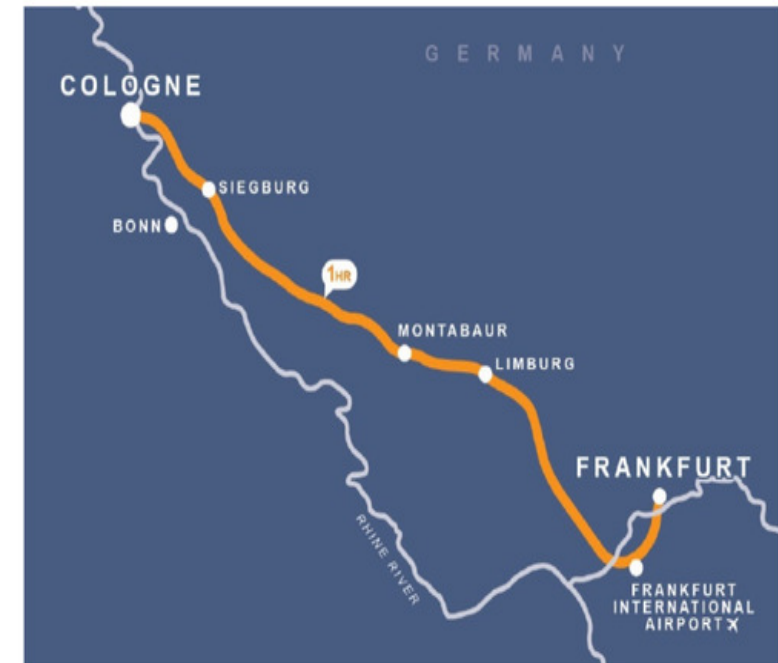 GERMANY
COLOGNE
SIEGBURG
BONN
1HR
MONTABAUR
LIMBURG
FRANKFURT
RHINE RIVER
FRANKFURT
INTERNATIONAL
AIRPORT